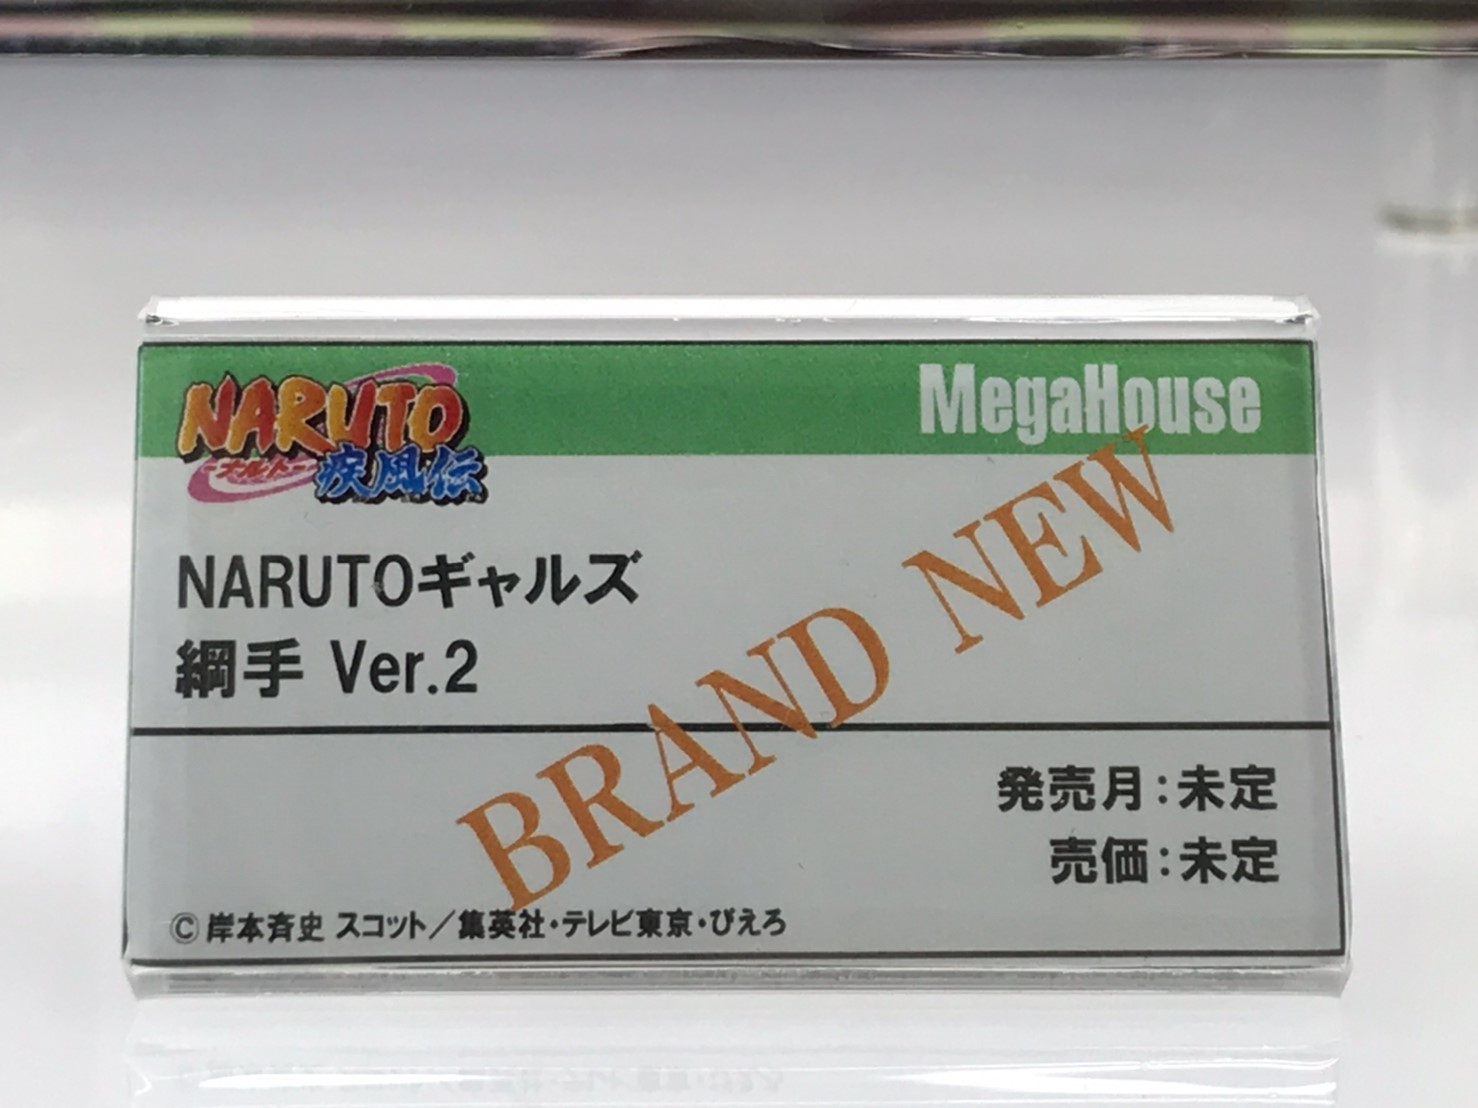 NARUTO
-ナルト-
疾風伝
MegaHouse
BRAND NEW
NARUTOギャルズ
綱手 Ver.2
発売月:未定
売価:未定
©岸本斉史 スコット/集英社・テレビ東京・ぴえろ